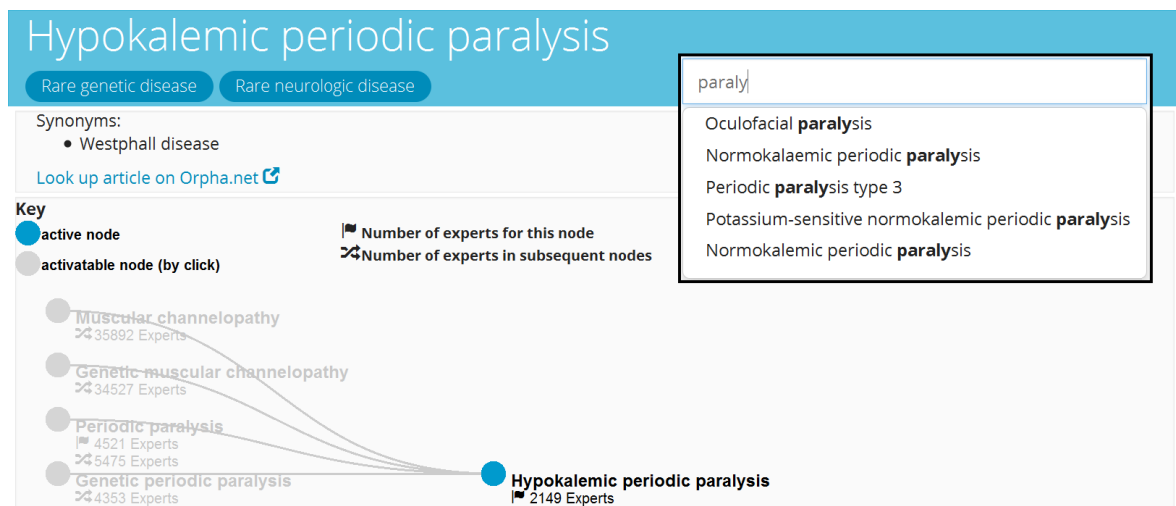 Hypokalemic periodic paralysis
Rare genetic disease Rare neurologic disease
Synonyms:
• Westphall disease
Look up article on Orpha.net
paraly
Oculofacial paralysis
Normokalaemic periodic paralysis
Periodic paralysis type 3
Potassium-sensitive normokalemic periodic paralysis
Normokalemic periodic paralysis
Key
active node
activatable node (by click)
Number of experts for this node
Number of experts in subsequent nodes
Muscular channelopathy
35892 Experts
Genetic muscular channelopathy
34527 Experts
Periodic paralysis
4521 Experts
5475 Experts
Genetic periodic paralysis
4353 Experts
Hypokalemic periodic paralysis
2149 Experts